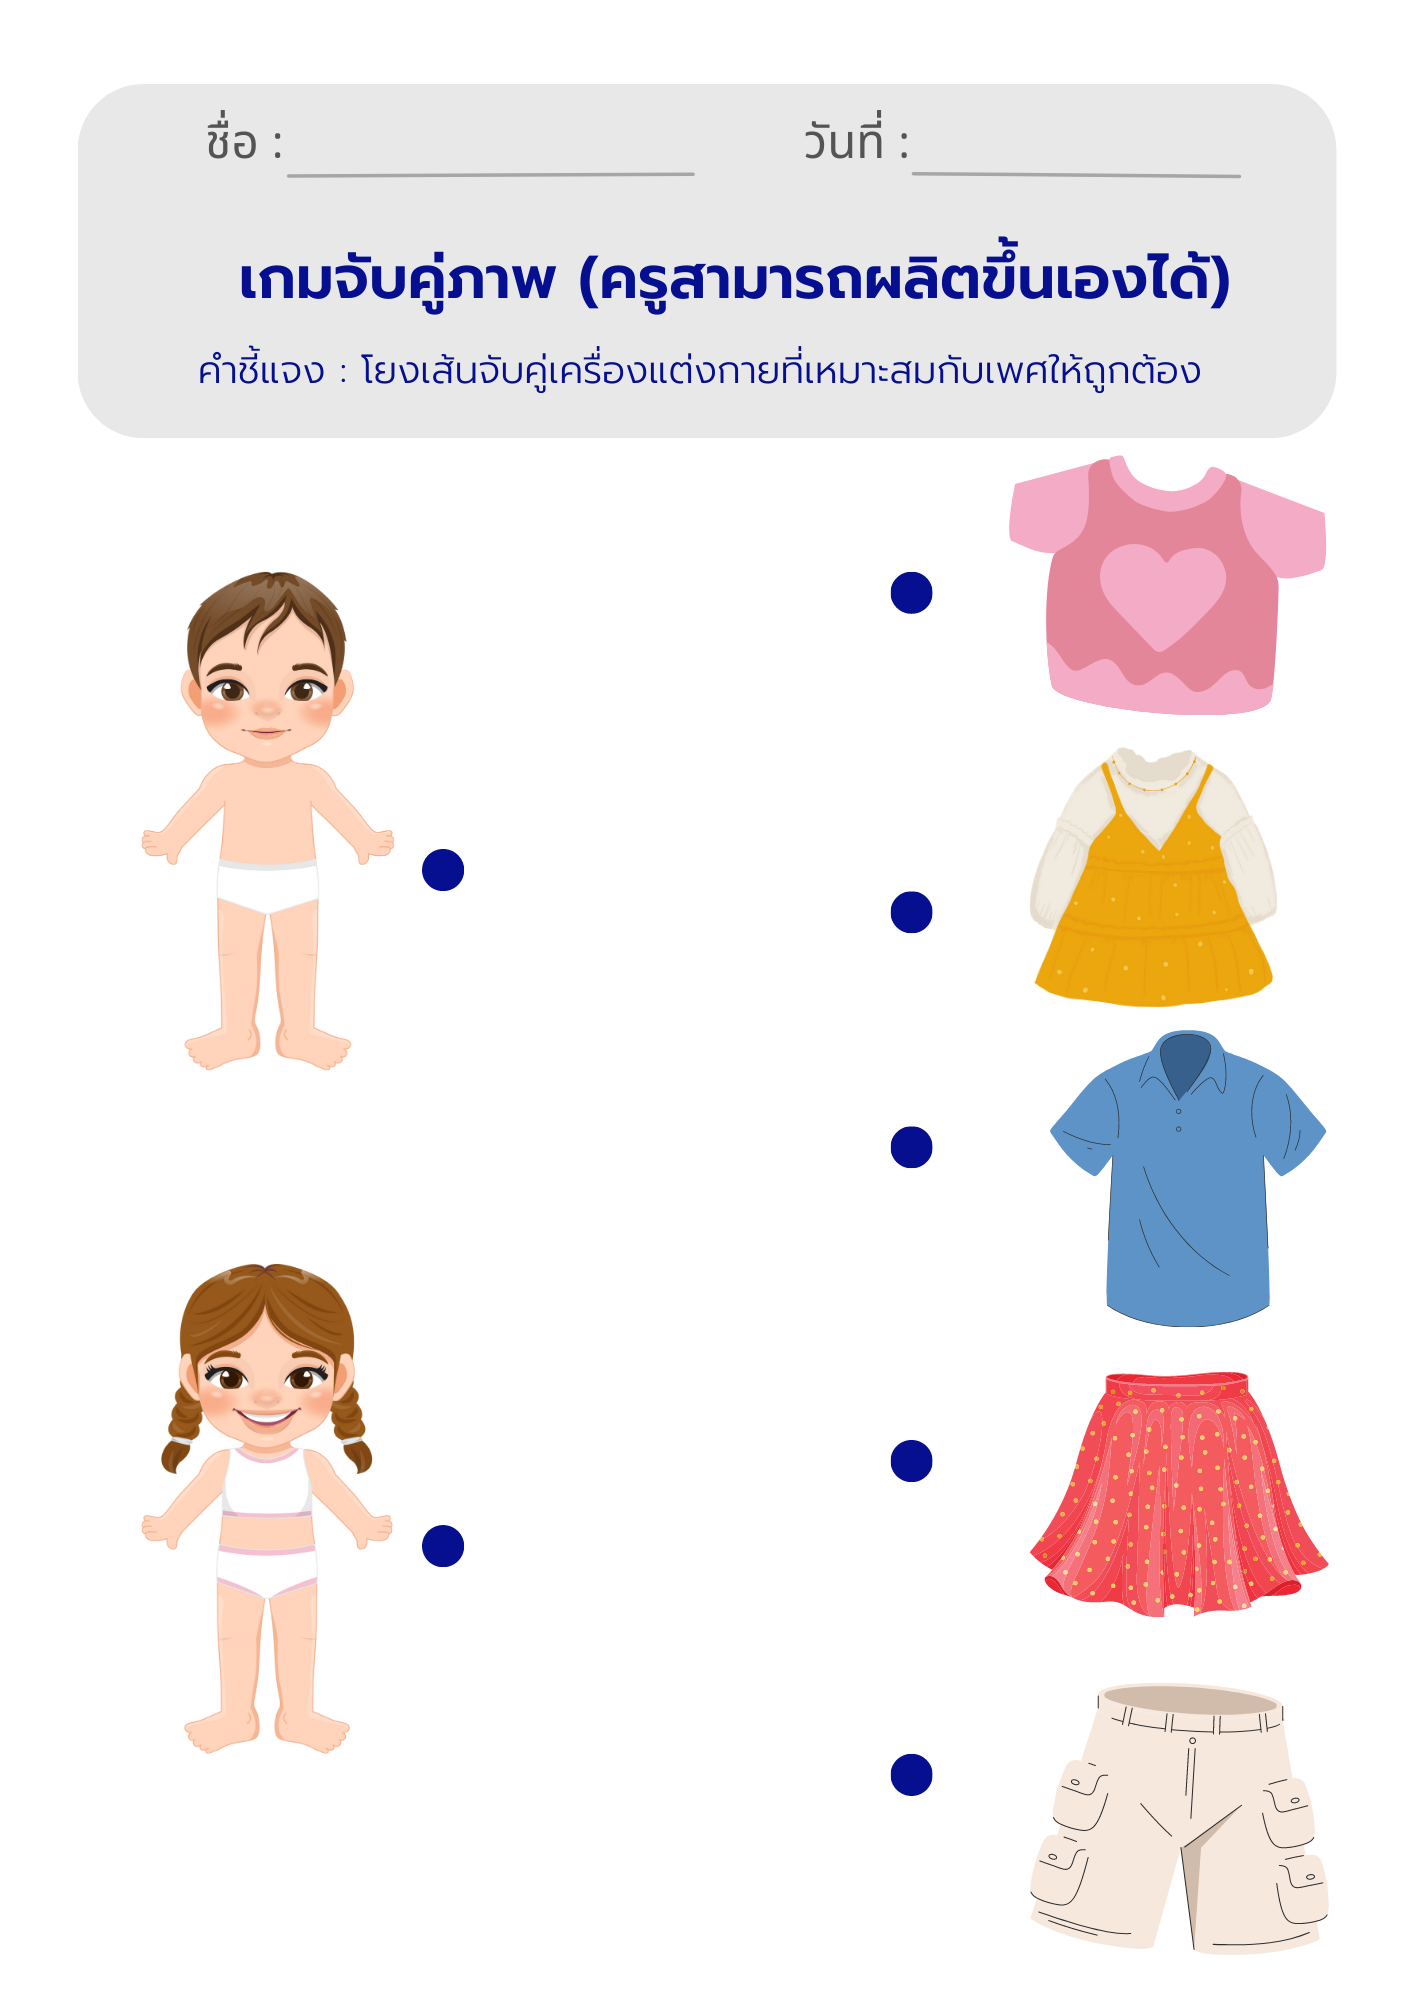 ชื่อ :
วันที่ :
เกมจับคู่ภาพ (ครูสามารถผลิตขึ้นเองได้)
คำชี้แจง : โยงเส้นจับคู่เครื่องแต่งกายที่เหมาะสมกับเพศให้ถูกต้อง